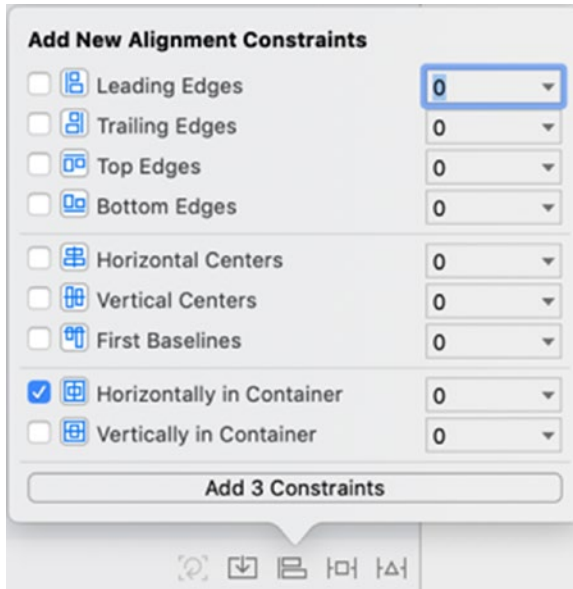 Add New Alignment Constraints
Leading Edges 0
Trailing Edges 0
Top Edges 0
Bottom Edges 0
Horizontal Centers 0
Vertical Centers 0
First Baselines 0
Horizontally in Container 0
Vertically in Container 0
Add 3 Constraints